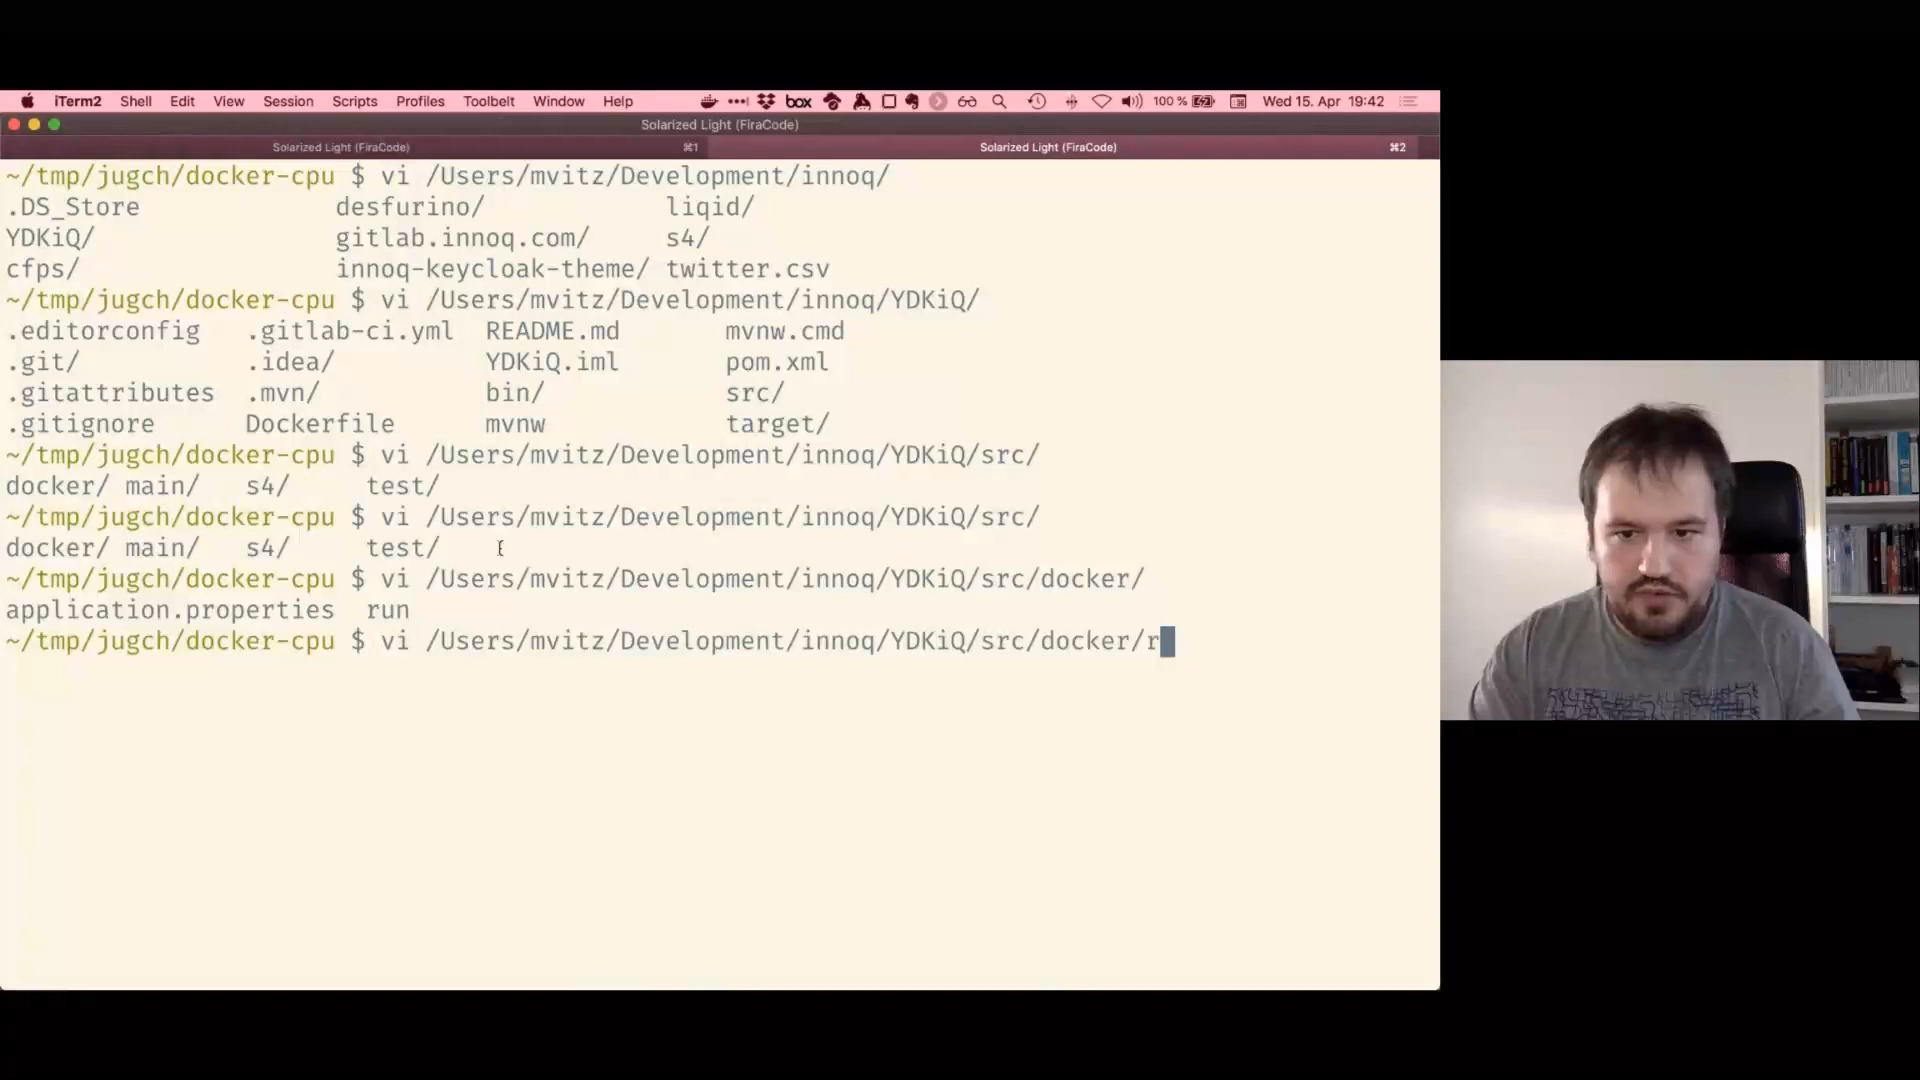 iTerm2 Shell Edit View Session Scripts Profiles Toolbelt Window Help box 100 % Wed 15. Apr 19:42
Solarized Light (FiraCode)
Solarized Light (FiraCode) ⌘1 Solarized Light (FiraCode) ⌘2
~/tmp/jugch/docker-cpu $ vi /Users/mvitz/Development/innoq/
.DS_Store desfurino/ liqid/
YDKiQ/ gitlab.innoq.com/ s4/
cfps/ innoq-keycloak-theme/ twitter.csv
~/tmp/jugch/docker-cpu $ vi /Users/mvitz/Development/innoq/YDKiQ/
.editorconfig .gitlab-ci.yml README.md mvnw.cmd
.git/ .idea/ YDKiQ.iml pom.xml
.gitattributes .mvn/ bin/ src/
.gitignore Dockerfile mvnw target/
~/tmp/jugch/docker-cpu $ vi /Users/mvitz/Development/innoq/YDKiQ/src/
docker/ main/ s4/ test/
~/tmp/jugch/docker-cpu $ vi /Users/mvitz/Development/innoq/YDKiQ/src/
docker/ main/ s4/ test/
~/tmp/jugch/docker-cpu $ vi /Users/mvitz/Development/innoq/YDKiQ/src/docker/
application.properties run
~/tmp/jugch/docker-cpu $ vi /Users/mvitz/Development/innoq/YDKiQ/src/docker/r